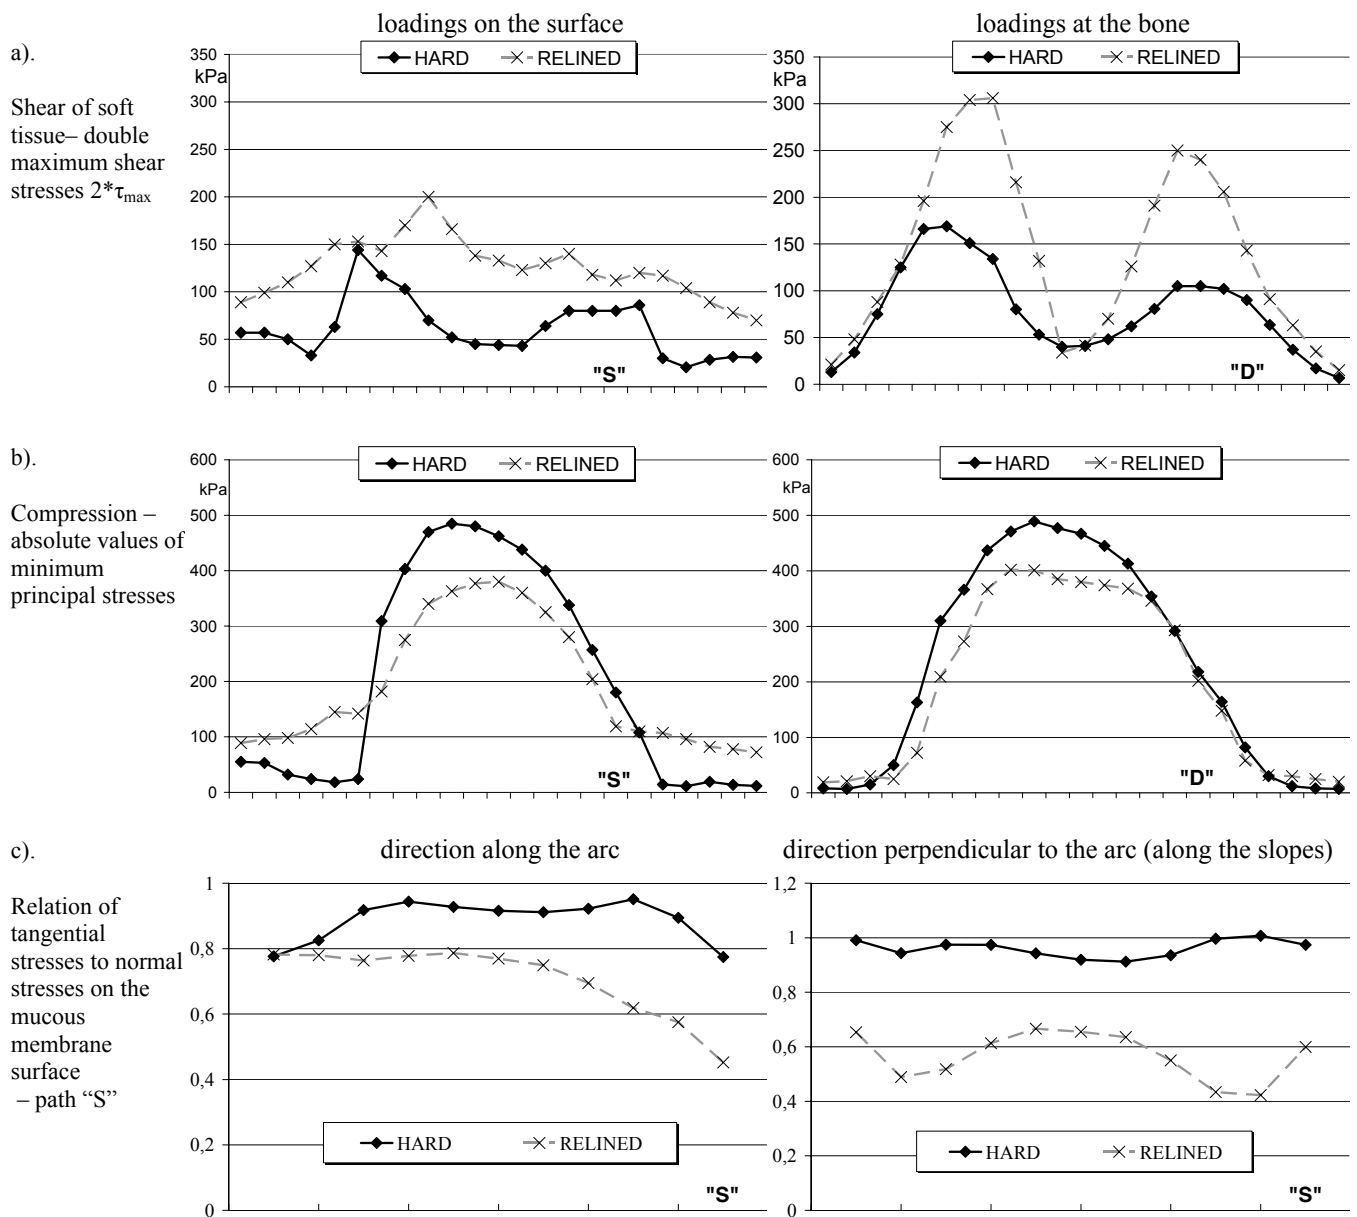 loadings on the surface
loadings at the bone
a).
Shear of soft
tissue– double
maximum shear
stresses 2*τmax
HARD RELINED
350
kPa
300
250
200
150
100
50
0
"S"
HARD RELINED
350
kPa
300
250
200
150
100
50
0
"D"
b).
Compression –
absolute values of
minimum
principal stresses
HARD RELINED
600
kPa
500
400
300
200
100
0
"S"
HARD RELINED
600
kPa
500
400
300
200
100
0
"D"
c).
Relation of
tangential
stresses to normal
stresses on the
mucous
membrane
surface
– path “S”
direction along the arc
1
0,8
0,6
0,4
0,2
0
HARD RELINED
"S"
direction perpendicular to the arc (along the slopes)
1,2
1
0,8
0,6
0,4
0,2
0
HARD RELINED
"S"